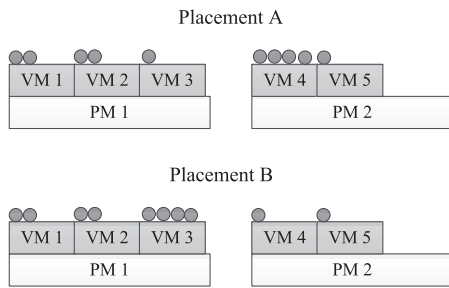 Placement A
VM 1 VM 2 VM 3 VM 4 VM 5
PM 1 PM 2
Placement B
VM 1 VM 2 VM 3 VM 4 VM 5
PM 1 PM 2